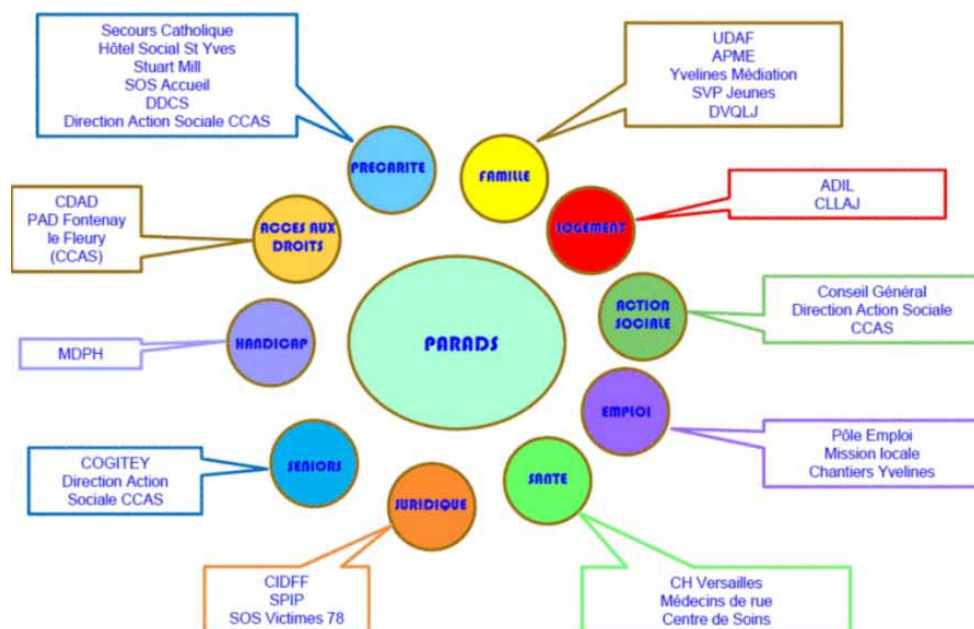 Secours Catholique
Hôtel Social St Yves
Stuart Mill
SOS Accueil
DDCS
Direction Action Sociale CCAS
UDAF
APME
Yvelines Médiation
SVP Jeunes
DVQLJ
PRECARITE
FAMILLE
ADIL
CLLAJ
CDAD
PAD Fontenay
le Fleury
(CCAS)
ACCES AUX
DROITS
LOGEMENT
Conseil Général
Direction Action Sociale
CCAS
ACTION
SOCIALE
PARADS
MDPH
HANDICAP
EMPLOI
Pôle Emploi
Mission locale
Chantiers Yvelines
COGITEY
Direction Action
Sociale CCAS
SENIORS
JURIDIQUE
SANTE
CIDFF
SPIP
SOS Victimes 78
CH Versailles
Médecins de rue
Centre de Soins